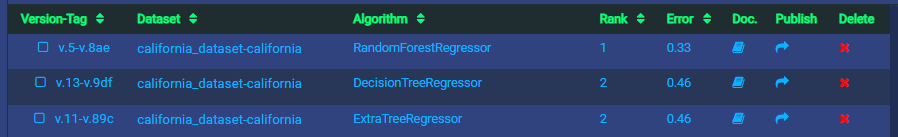 Version-Tag Dataset Algorithm Rank Error Doc. Publish Delete
v.5-v.8ae california_dataset-california RandomForestRegressor 1 0.33
v.13-v.9df california_dataset-california DecisionTreeRegressor 2 0.46
v.11-v.89c california_dataset-california ExtraTreeRegressor 2 0.46